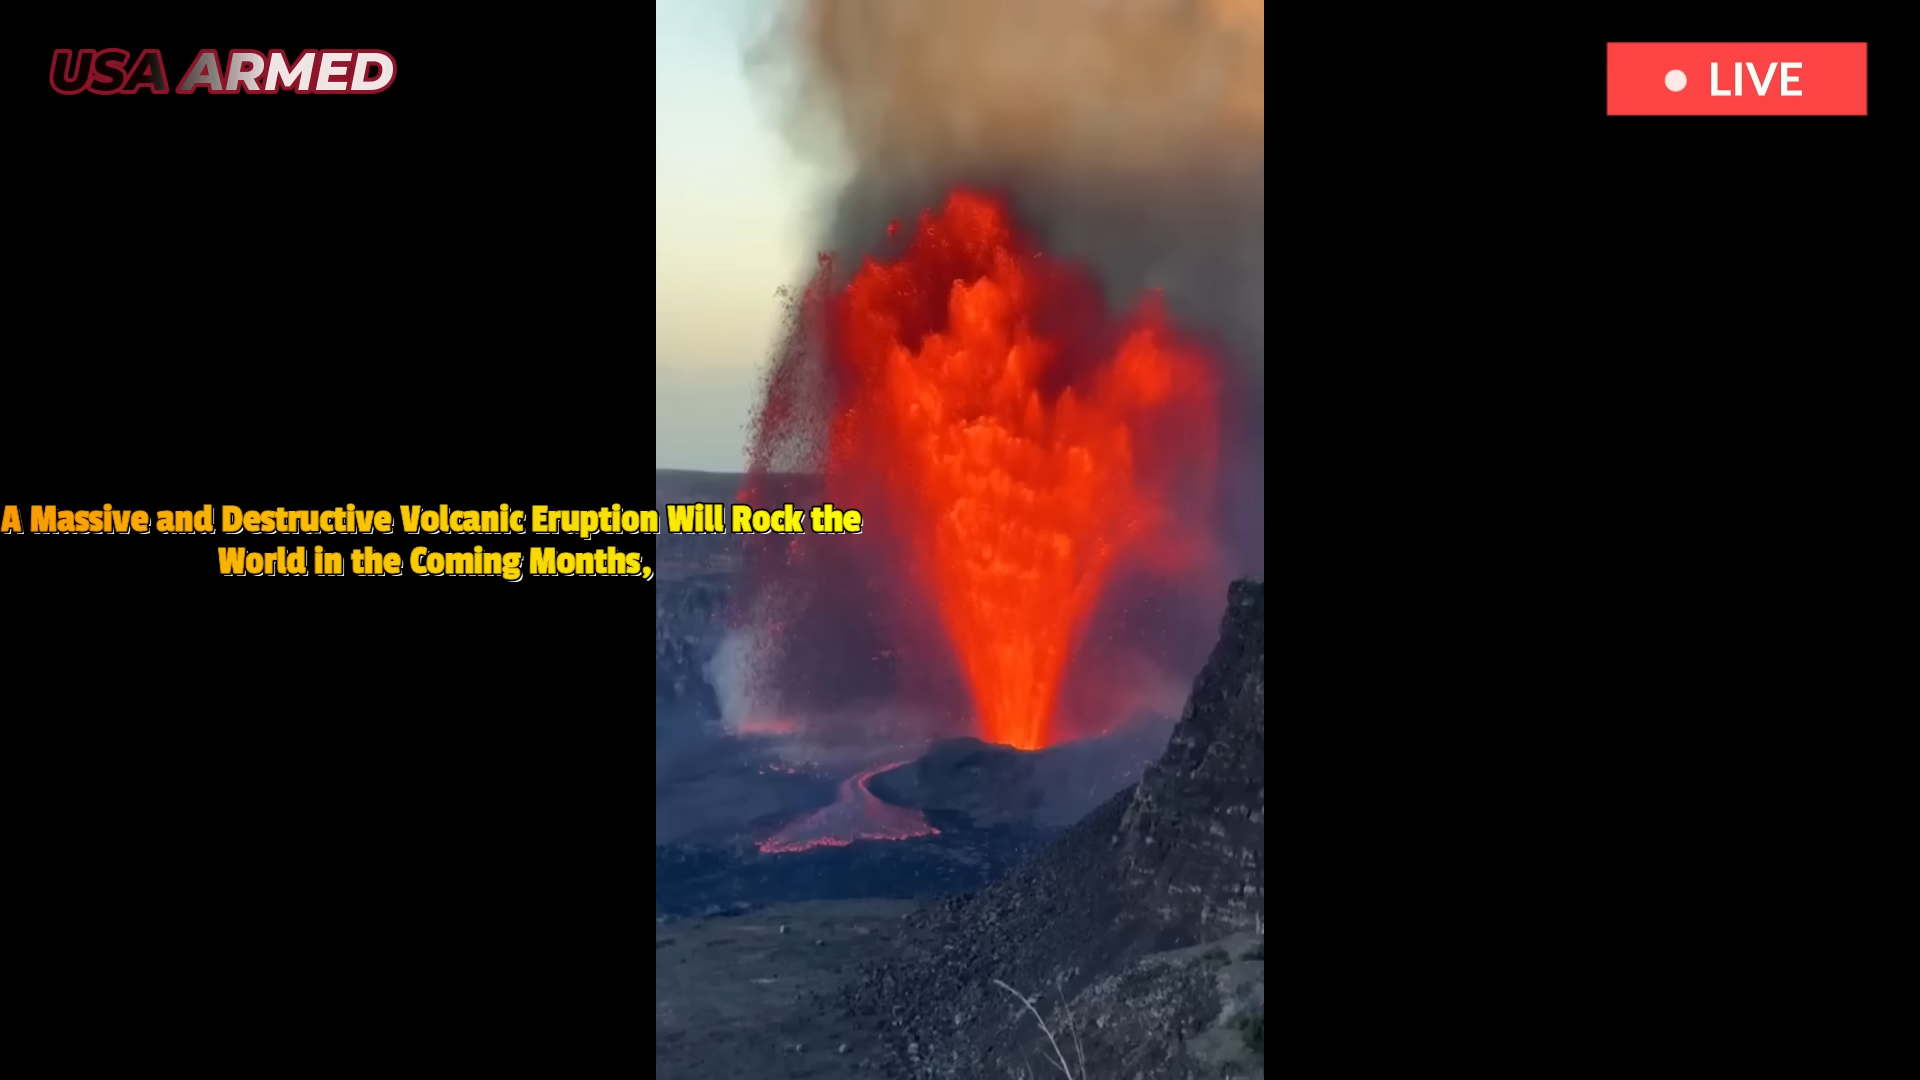 USA ARMED
LIVE
A Massive and Destructive Volcanic Eruption Will Rock the
World in the Coming Months,